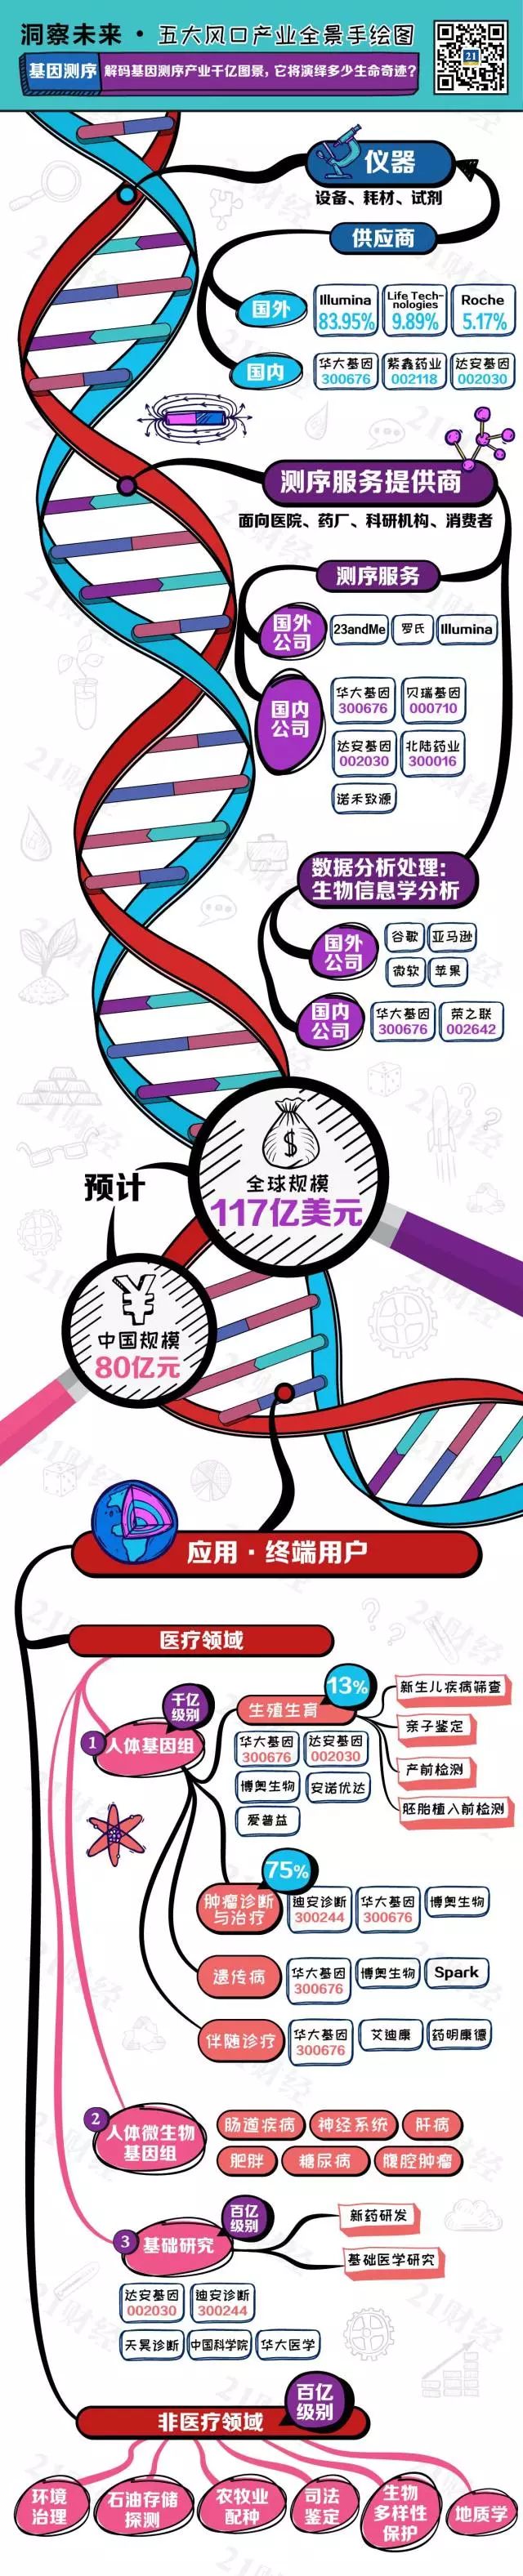 洞察未来·五大风口产业全景手绘图
21
基因测序
解码基因测序产业千亿图景，它将演绎多少生命奇迹？
仪器
设备、耗材、试剂
供应商
国外
Illumina
83.95%
Life Tech-
nologies
9.89%
Roche
5.17%
国内
华大基因
300676
紫鑫药业
002118
达安基因
002030
测序服务提供商
面向医院、药厂、科研机构、消费者
测序服务
国外
公司
23andMe
罗氏
Illumina
国内
公司
华大基因
300676
贝瑞基因
000710
达安基因
002030
北陆药业
300016
诺禾致源
数据分析处理：
生物信息学分析
国外
公司
谷歌
亚马逊
微软
苹果
国内
公司
华大基因
300676
荣之联
002642
预计
$
全球规模
117亿美元
¥
中国规模
80亿元
应用·终端用户
医疗领域
1
人体基因组
千亿
级别
生殖生育
13%
新生儿疾病筛查
亲子鉴定
产前检测
胚胎植入前检测
华大基因
300676
达安基因
002030
博奥生物
安诺优达
爱普益
75%
肿瘤诊断
与治疗
迪安诊断
300244
华大基因
300676
博奥生物
遗传病
华大基因
300676
博奥生物
Spark
伴随诊疗
华大基因
300676
艾迪康
药明康德
2
人体微生物
基因组
肠道疾病
神经系统
肝病
肥胖
糖尿病
腹腔肿瘤
3
基础研究
百亿
级别
新药研发
基础医学研究
达安基因
002030
迪安诊断
300244
天昊诊断
中国科学院
华大医学
非医疗领域
百亿
级别
环境
治理
石油存储
探测
农牧业
配种
司法
鉴定
生物
多样性
保护
地质学
21财经